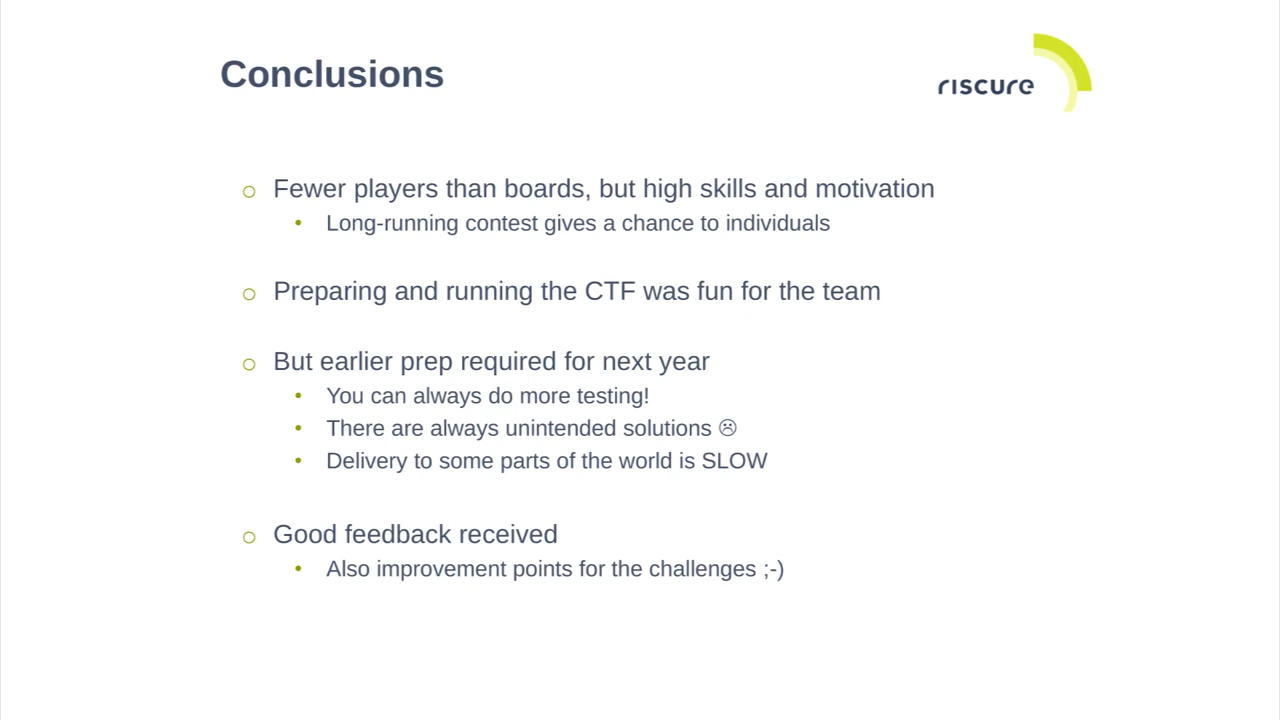 Conclusions
riscure
Fewer players than boards, but high skills and motivation
Long-running contest gives a chance to individuals
Preparing and running the CTF was fun for the team
But earlier prep required for next year
You can always do more testing!
There are always unintended solutions ☹
Delivery to some parts of the world is SLOW
Good feedback received
Also improvement points for the challenges ;-)